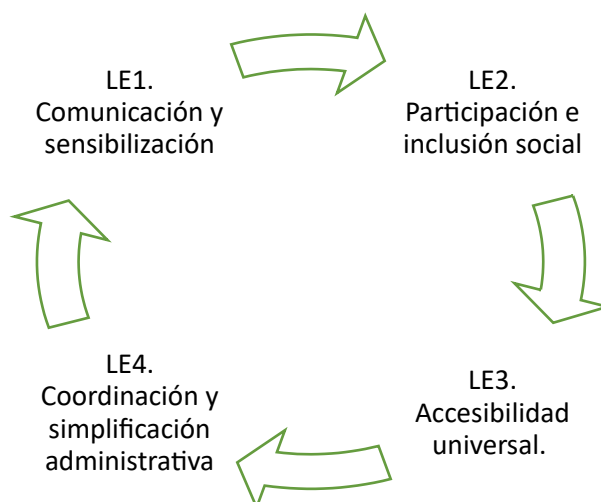 LE1.
Comunicación y
sensibilización
LE2.
Participación e
inclusión social
LE3.
Accesibilidad
universal.
LE4.
Coordinación y
simplificación
administrativa